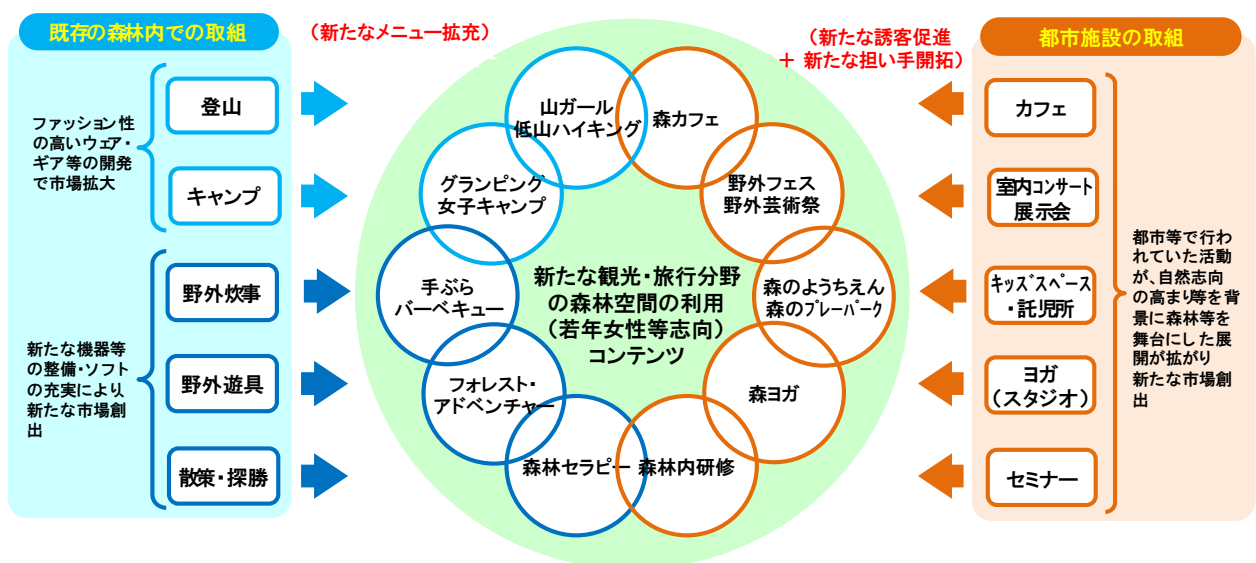 既存の森林内での取組
(新たなメニュー拡充)
ファッション性
の高いウェア・
ギア等の開発
で市場拡大
登山
キャンプ
新たな機器等
の整備・ソフト
の充実により、
新たな市場創
出
野外炊事
野外遊具
散策・探勝
山ガール
低山ハイキング
森カフェ
グランピング
女子キャンプ
野外フェス
野外芸術祭
手ぶら
バーベキュー
新たな観光・旅行分野
の森林空間の利用
(若年女性等志向)
コンテンツ
森のようちえん
森のプレーパーク
フォレスト・
アドベンチャー
森ヨガ
森林セラピー
森林内研修
(新たな誘客促進
+ 新たな担い手開拓)
都市施設の取組
カフェ
室内コンサート
展示会
キッズスペース
・託児所
ヨガ
(スタジオ)
セミナー
都市等で行わ
れていた活動
が、自然志向
の高まり等を背
景に森林等を
舞台にした展
開が拡がり
新たな市場創
出